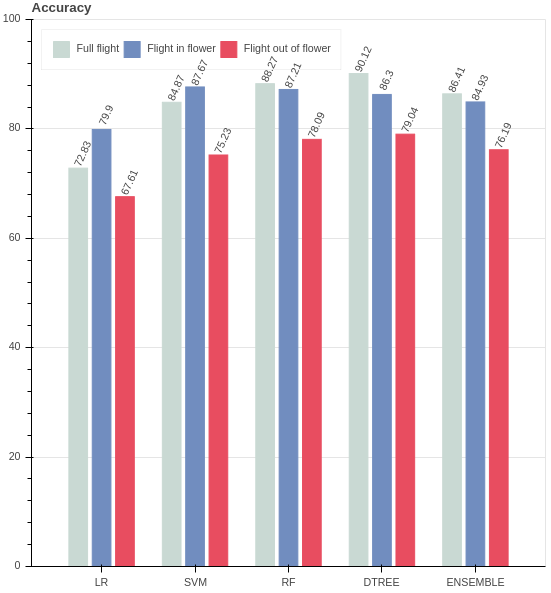 Accuracy
100
Full flight Flight in flower Flight out of flower
80
60
40
20
0
72.83 79.9 67.61
84.87 87.67 75.23
88.27 87.21 78.09
90.12 86.3 79.04
86.41 84.93 76.19
LR SVM RF DTREE ENSEMBLE